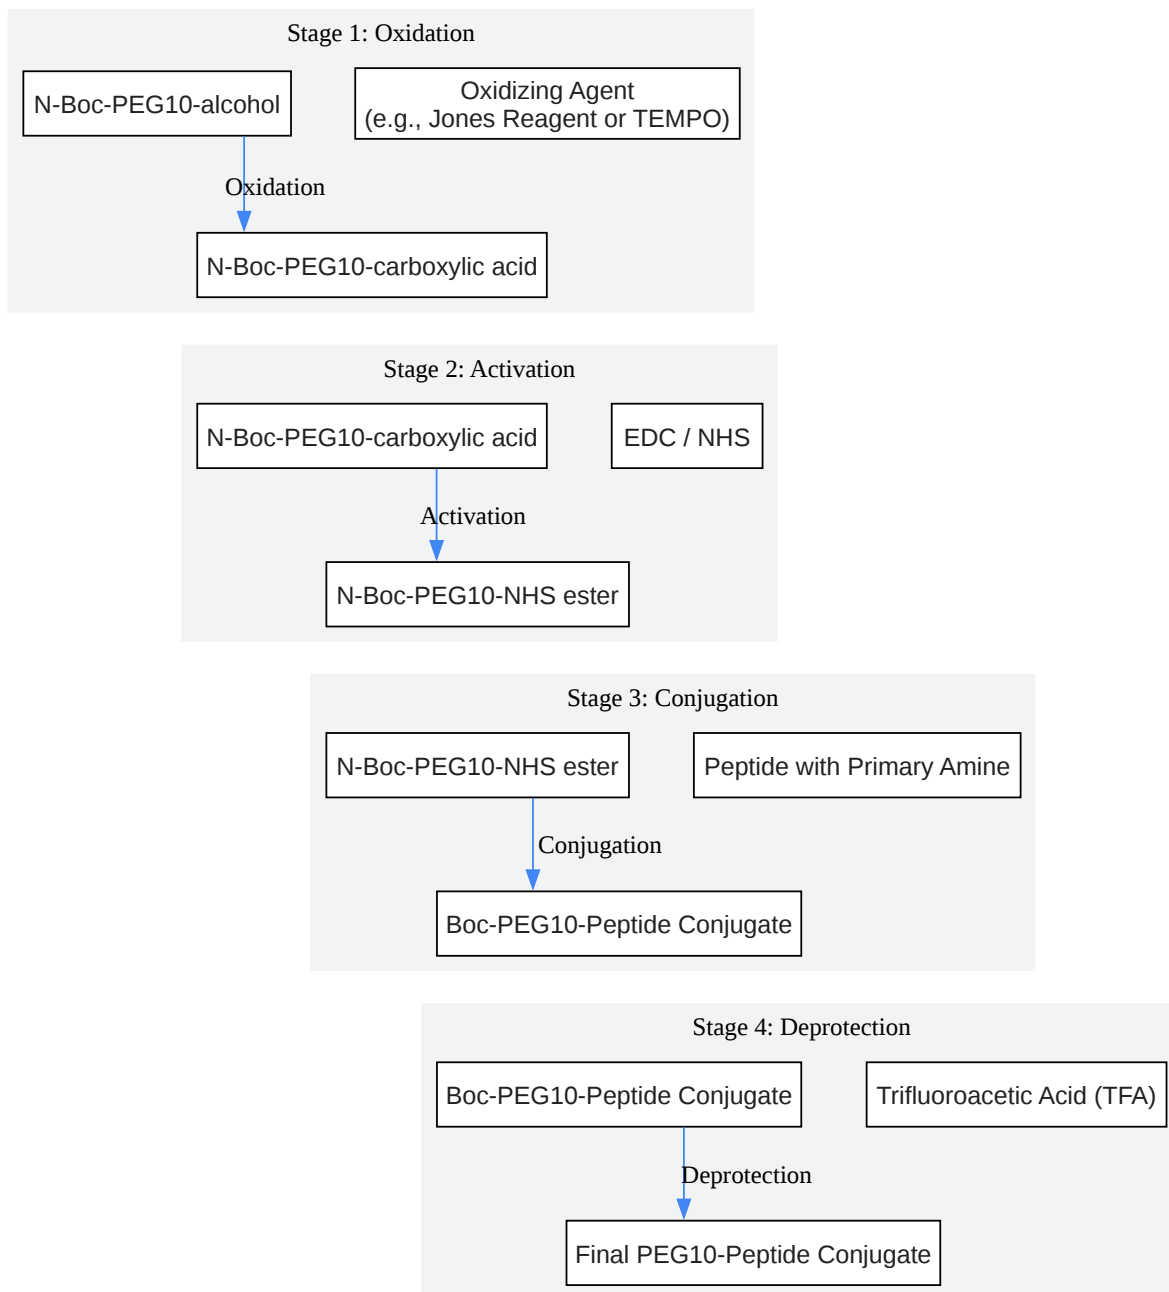 Stage 1: Oxidation
N-Boc-PEG10-alcohol
Oxidizing Agent
(e.g., Jones Reagent or TEMPO)
Oxidation
N-Boc-PEG10-carboxylic acid
Stage 2: Activation
N-Boc-PEG10-carboxylic acid
EDC / NHS
Activation
N-Boc-PEG10-NHS ester
Stage 3: Conjugation
N-Boc-PEG10-NHS ester
Peptide with Primary Amine
Conjugation
Boc-PEG10-Peptide Conjugate
Stage 4: Deprotection
Boc-PEG10-Peptide Conjugate
Trifluoroacetic Acid (TFA)
Deprotection
Final PEG10-Peptide Conjugate